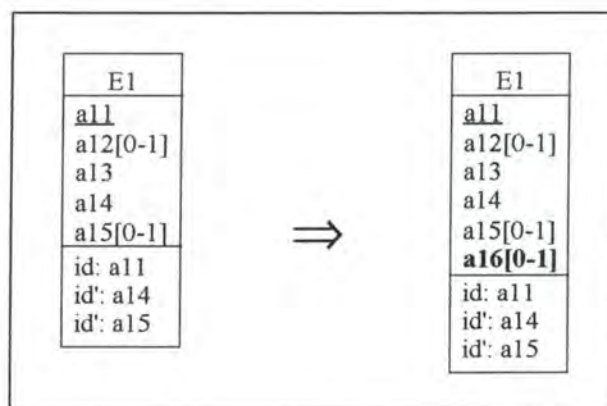 E1
a11
a12[0-1]
a13
a14
a15[0-1]
id: a11
id': a14
id': a15
⇒
E1
a11
a12[0-1]
a13
a14
a15[0-1]
a16[0-1]
id: a11
id': a14
id': a15